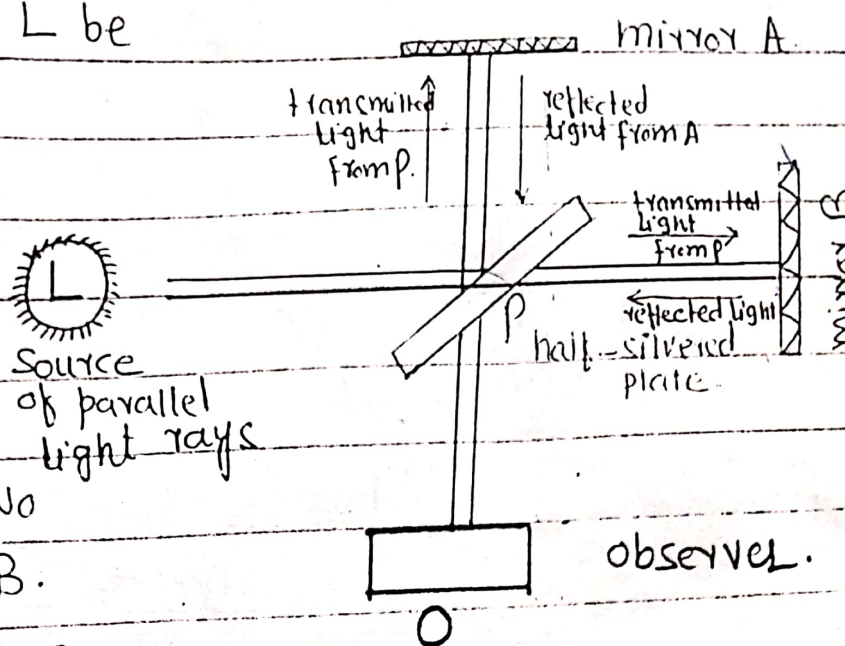 L be
mirror A.
transmitted
light
from P.
reflected
light from A
transmitted
light
from P
L
P
reflected light
half-silvered
plate.
Source
of parallel
light rays
No
B.
observer.
O